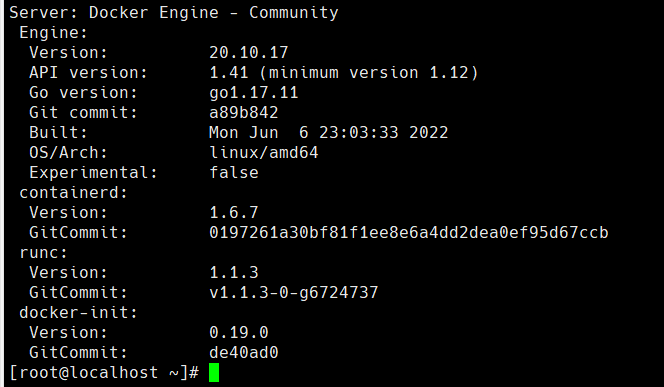 Server: Docker Engine - Community
 Engine:
  Version:          20.10.17
  API version:      1.41 (minimum version 1.12)
  Go version:       go1.17.11
  Git commit:       a89b842
  Built:            Mon Jun  6 23:03:33 2022
  OS/Arch:          linux/amd64
  Experimental:     false
 containerd:
  Version:          1.6.7
  GitCommit:        0197261a30bf81f1ee8e6a4dd2dea0ef95d67ccb
 runc:
  Version:          1.1.3
  GitCommit:        v1.1.3-0-g6724737
 docker-init:
  Version:          0.19.0
  GitCommit:        de40ad0
[root@localhost ~]#